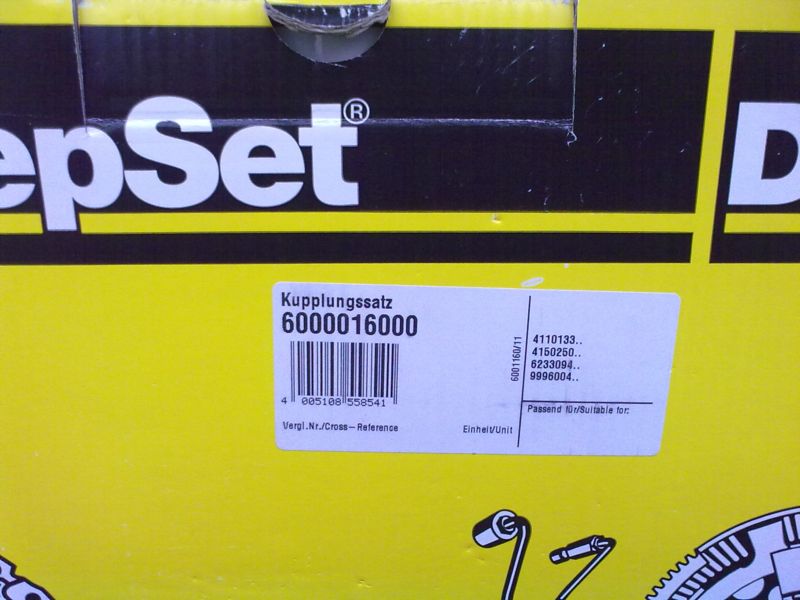 epSet®
D
Kupplungssatz
6000016000
4 005108 558541
Vergl.Nr./Cross-Reference
Einheit/Unit
6001160/11
4110133..
4150250..
6233094..
9996004..
Passend für/Suitable for: